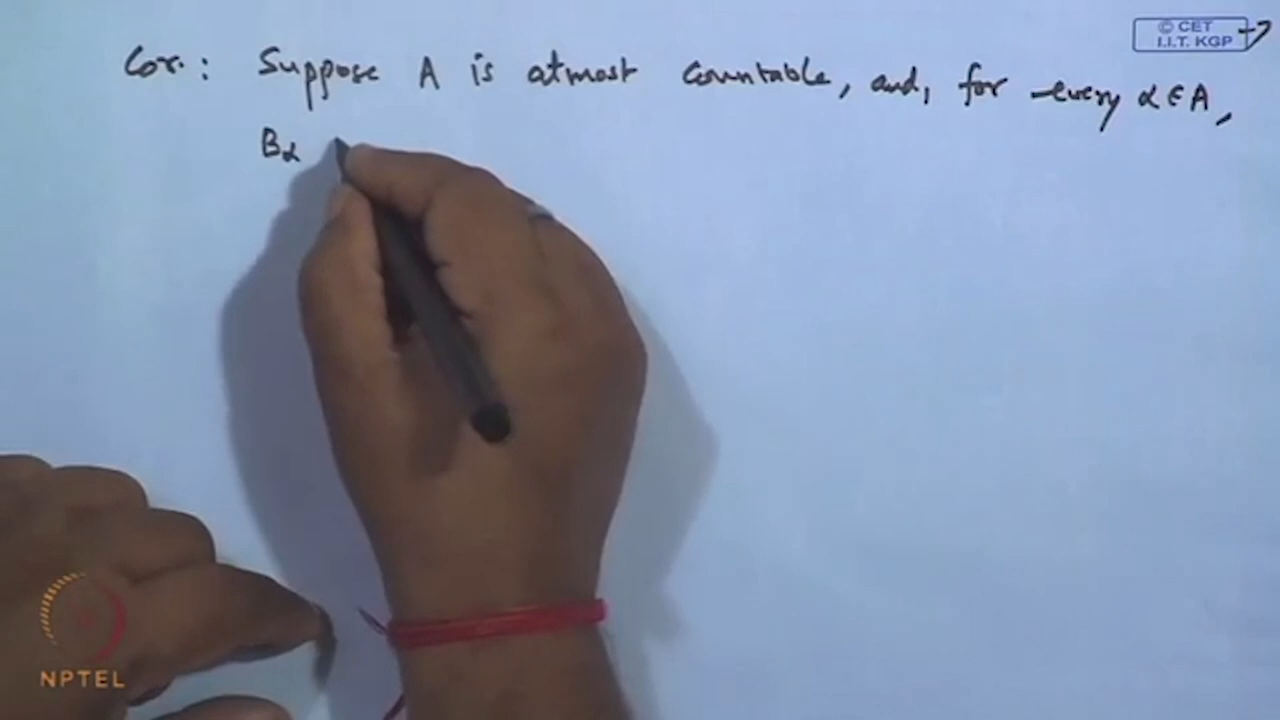 © CET
I.I.T. KGP
Cor. : Suppose A is atmost Countable, and, for every α ∈ A,
Bα
NPTEL